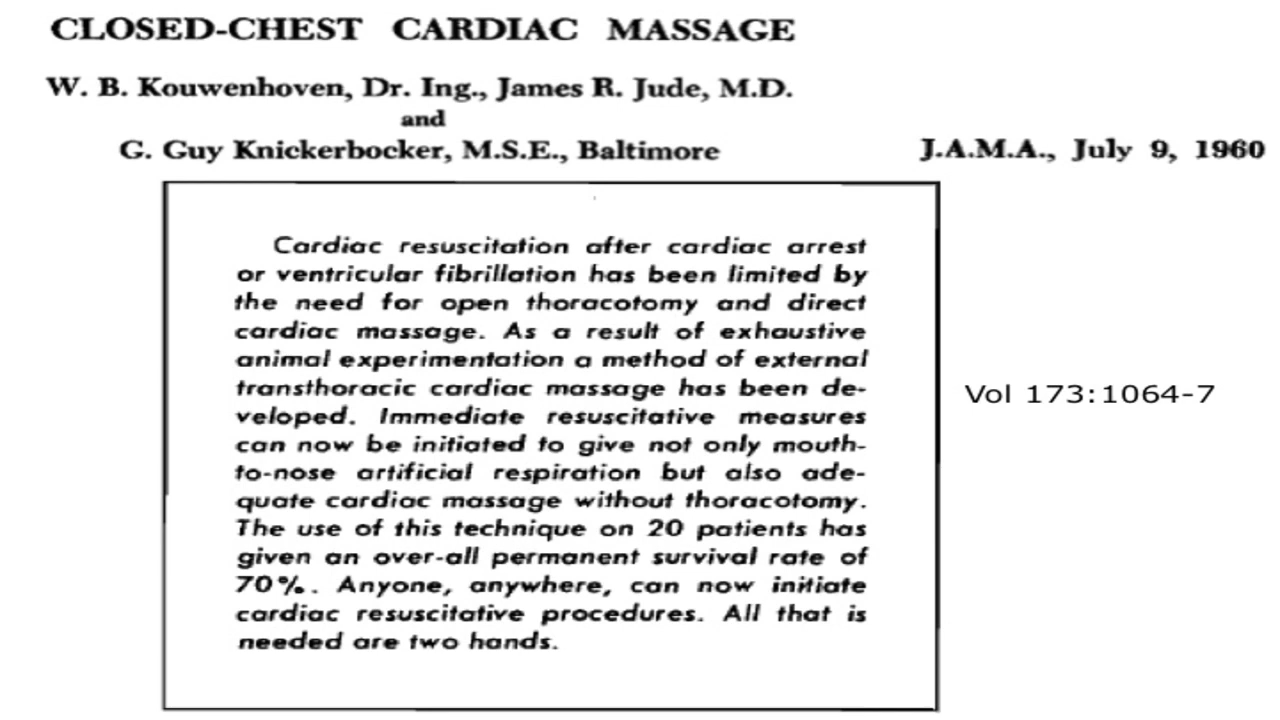 CLOSED-CHEST CARDIAC MASSAGE
W. B. Kouwenhoven, Dr. Ing., James R. Jude, M.D.
and
G. Guy Knickerbocker, M.S.E., Baltimore
J.A.M.A., July 9, 1960
Cardiac resuscitation after cardiac arrest
or ventricular fibrillation has been limited by
the need for open thoracotomy and direct
cardiac massage. As a result of exhaustive
animal experimentation a method of external
transthoracic cardiac massage has been de-
veloped. Immediate resuscitative measures
can now be initiated to give not only mouth-
to-nose artificial respiration but also ade-
quate cardiac massage without thoracotomy.
The use of this technique on 20 patients has
given an over-all permanent survival rate of
70%. Anyone, anywhere, can now initiate
cardiac resuscitative procedures. All that is
needed are two hands.
Vol 173:1064-7